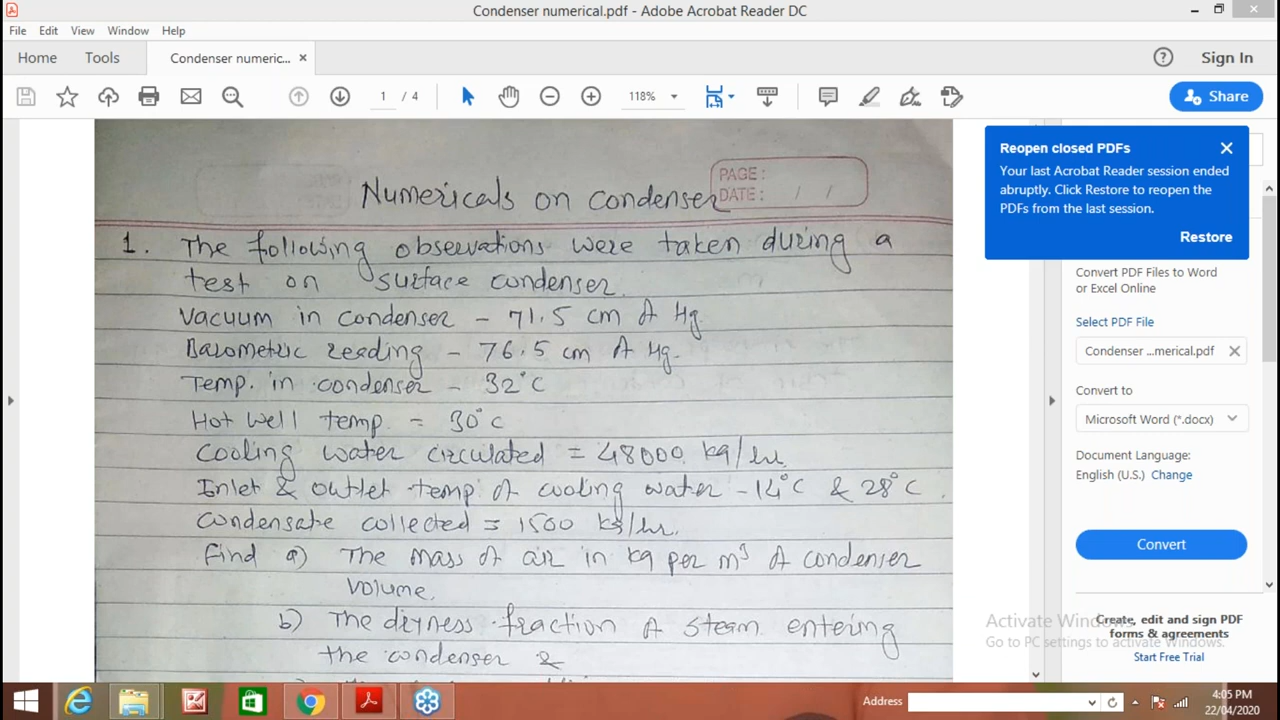 Condenser numerical.pdf - Adobe Acrobat Reader DC
File Edit View Window Help
Home Tools Condenser numeric... ×
? Sign In
1 / 4 118% Share
PAGE :
DATE : / /
Numericals on condenser
1. The following observations were taken during a
test on surface condenser.
Vacuum in condenser - 71.5 cm of Hg.
Barometric reading - 76.5 cm of Hg.
Temp. in condenser - 32°C
Hot well temp. = 30°C
Cooling water circulated = 48000 kg/hr.
Inlet & outlet temp. of cooling water - 14°C & 28°C.
Condensate collected = 1500 kg/hr.
Find a) The mass of air in kg per m³ of condenser
volume.
b) The dryness fraction of steam entering
the condenser &
Reopen closed PDFs
Your last Acrobat Reader session ended
abruptly. Click Restore to reopen the
PDFs from the last session.
Restore
Convert PDF Files to Word
or Excel Online
Select PDF File
Condenser ...merical.pdf
Convert to
Microsoft Word (*.docx)
Document Language:
English (U.S.) Change
Convert
Create, edit and sign PDF
forms & agreements
Start Free Trial
Activate Windows
Go to PC settings to activate Windows.
Address
4:05 PM
22/04/2020